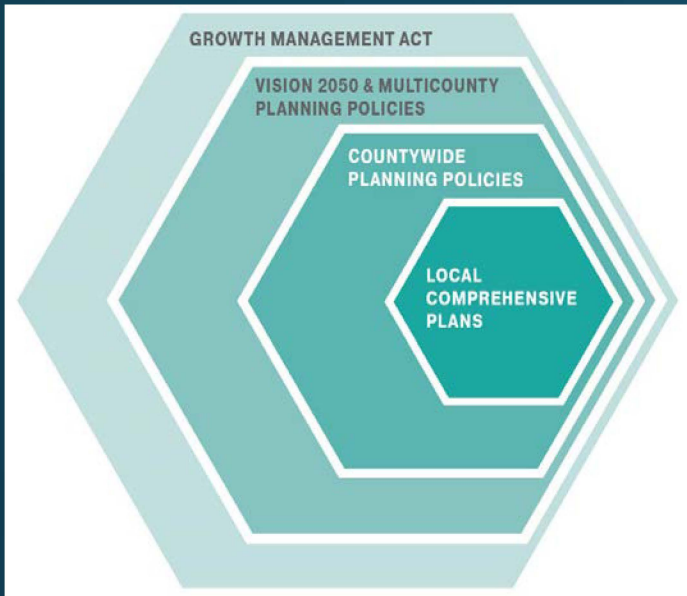 GROWTH MANAGEMENT ACT
VISION 2050 & MULTICOUNTY
PLANNING POLICIES
COUNTYWIDE
PLANNING POLICIES
LOCAL
COMPREHENSIVE
PLANS